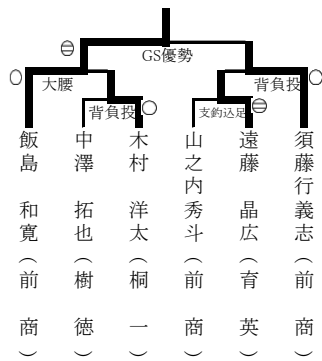 GS優勢
大腰
背負投
背負投
支釣込足
飯島 和寛（前商）
中澤 拓也（樹徳）
木村 洋太（桐一）
山之内秀斗（前商）
遠藤 晶広（育英）
須藤行義志（前商）